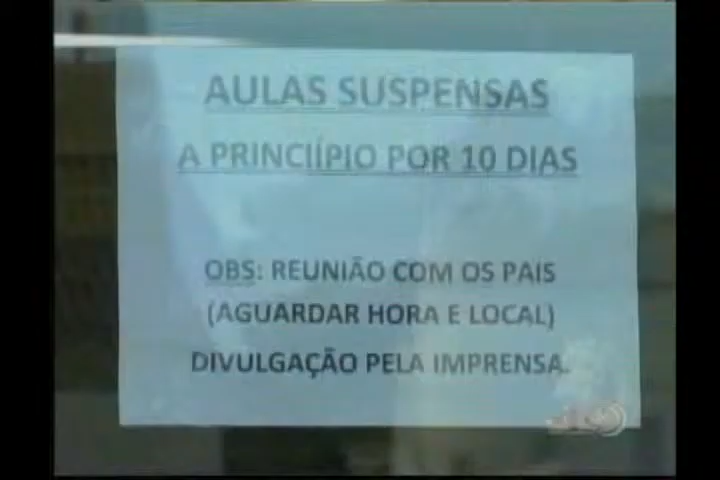 AULAS SUSPENSAS
A PRINCIÍPIO POR 10 DIAS
OBS: REUNIÃO COM OS PAIS
(AGUARDAR HORA E LOCAL)
DIVULGAÇÃO PELA IMPRENSA.